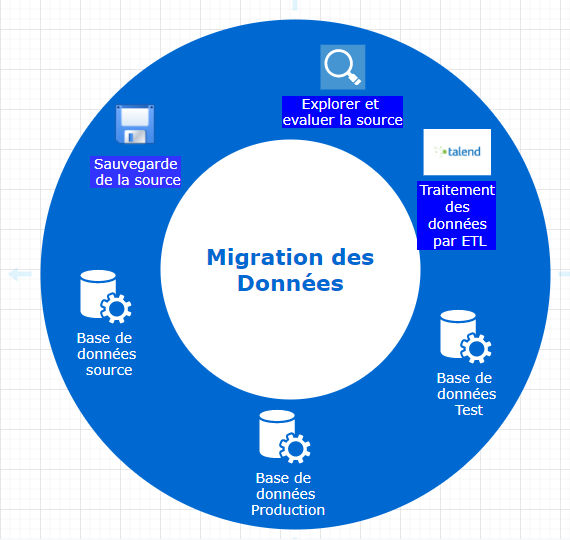 Explorer et
evaluer la source
talend
Traitement
des
données
par ETL
Sauvegarde
de la source
Migration des
Données
Base de
données
source
Base de
données
Test
Base de
données
Production